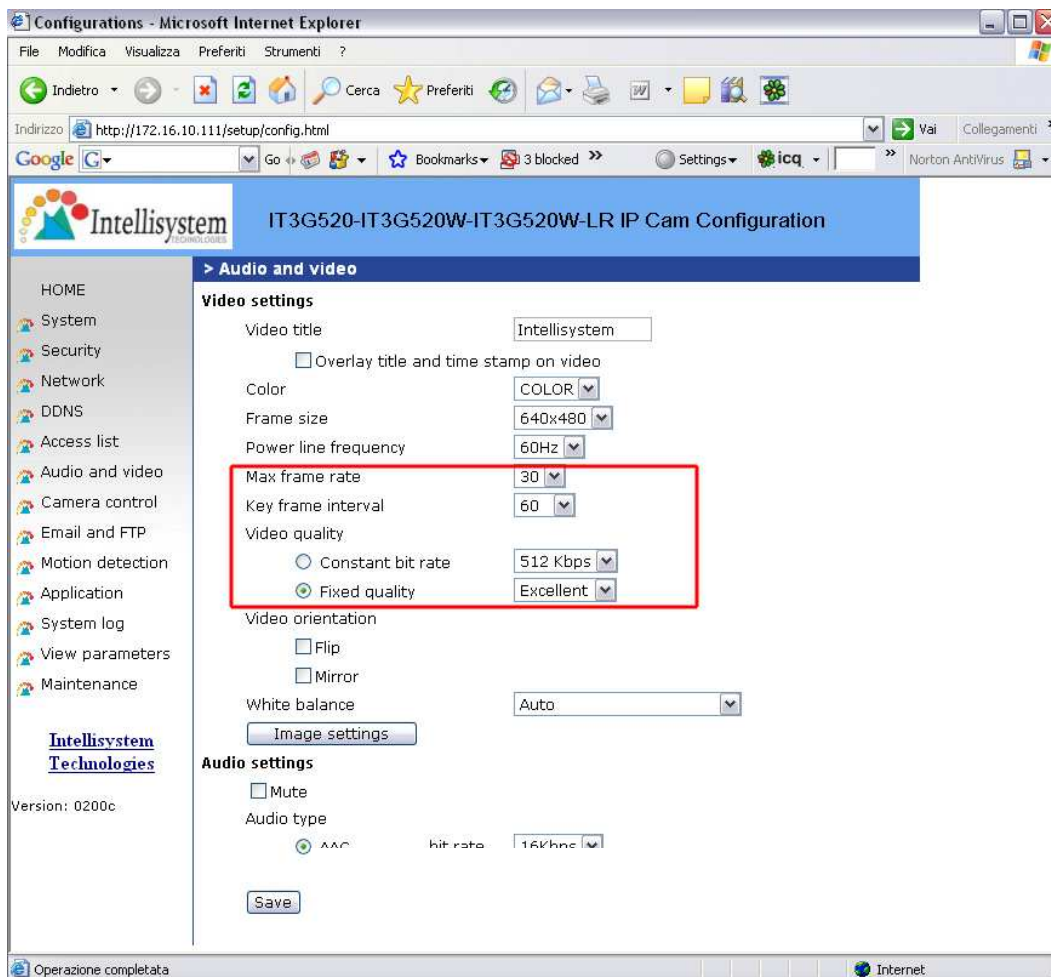 Configurations - Microsoft Internet Explorer
File Modifica Visualizza Preferiti Strumenti ?
Indietro Cerca Preferiti
Indirizzo http://172.16.10.111/setup/config.html Vai Collegamenti »
Google G Go Bookmarks 3 blocked » Settings icq » Norton AntiVirus
Intellisystem
TECHNOLOGIES
IT3G520-IT3G520W-IT3G520W-LR IP Cam Configuration
> Audio and video
HOME
System
Security
Network
DDNS
Access list
Audio and video
Camera control
Email and FTP
Motion detection
Application
System log
View parameters
Maintenance
Intellisystem
Technologies
Version: 0200c
Video settings
Video title Intellisystem
Overlay title and time stamp on video
Color COLOR
Frame size 640x480
Power line frequency 60Hz
Max frame rate 30
Key frame interval 60
Video quality
Constant bit rate 512 Kbps
Fixed quality Excellent
Video orientation
Flip
Mirror
White balance Auto
Image settings
Audio settings
Mute
Audio type
AAC bit rate 16Kbps
Save
Operazione completata Internet